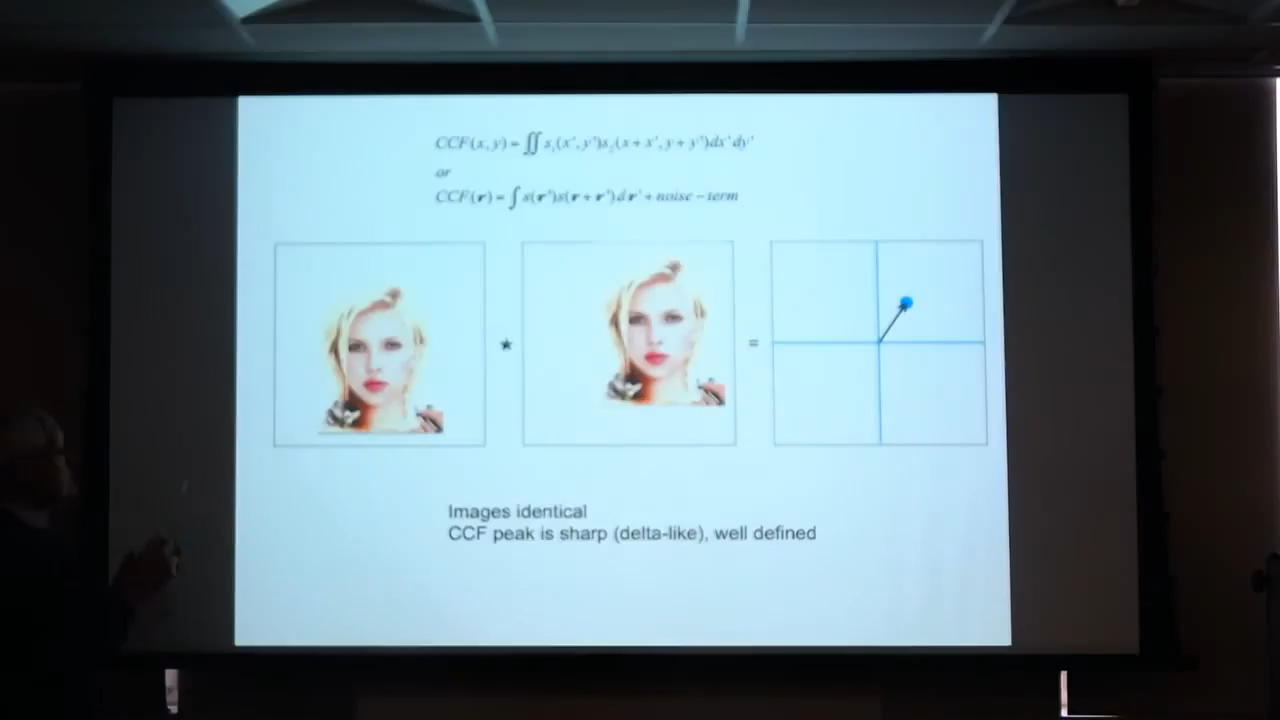 CCF(x, y) = ∬ s₁(x', y')s₂(x + x', y + y')dx' dy'
or
CCF(r) = ∫ s(r')s(r + r')dr' + noise – term
★ =
Images identical
CCF peak is sharp (delta-like), well defined